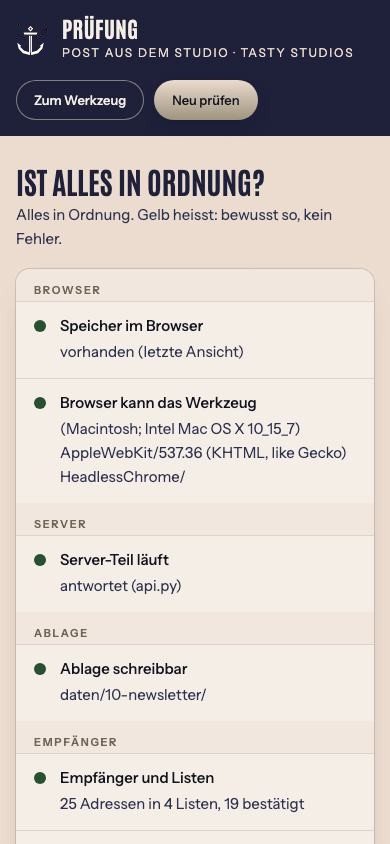 PRÜFUNG
POST AUS DEM STUDIO · TASTY STUDIOS
Zum Werkzeug
Neu prüfen
IST ALLES IN ORDNUNG?
Alles in Ordnung. Gelb heisst: bewusst so, kein
Fehler.
BROWSER
Speicher im Browser
vorhanden (letzte Ansicht)
Browser kann das Werkzeug
(Macintosh; Intel Mac OS X 10_15_7)
AppleWebKit/537.36 (KHTML, like Gecko)
HeadlessChrome/
SERVER
Server-Teil läuft
antwortet (api.py)
ABLAGE
Ablage schreibbar
daten/10-newsletter/
EMPFÄNGER
Empfänger und Listen
25 Adressen in 4 Listen, 19 bestätigt